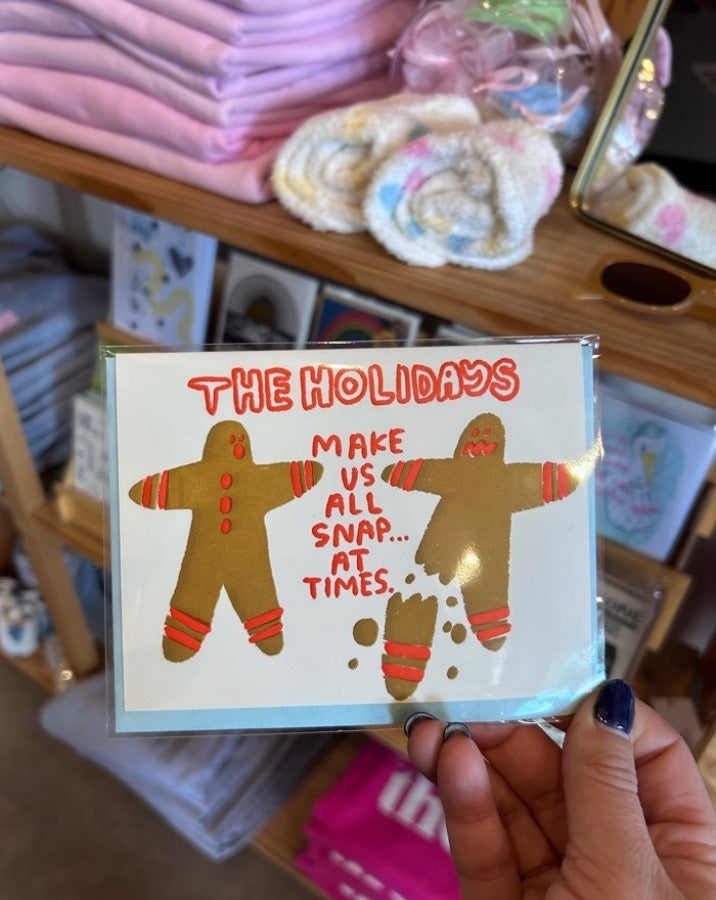 THE HOLIDAYS
MAKE
US
ALL
SNAP...
AT
TIMES.